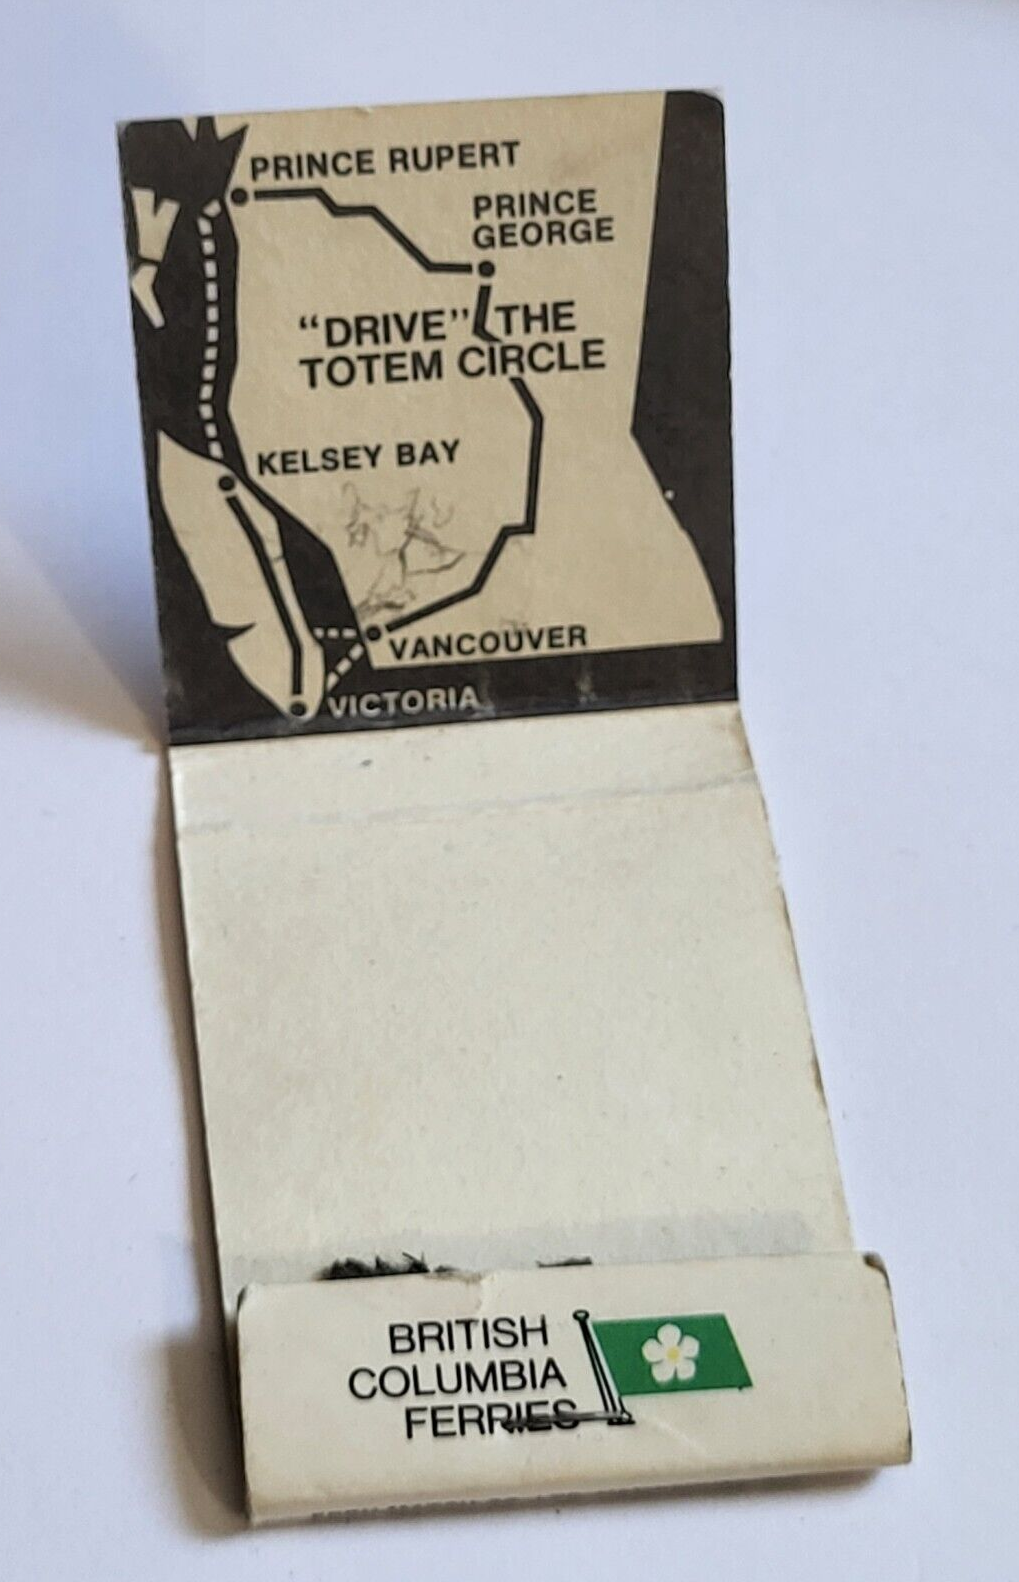 PRINCE RUPERT
PRINCE
GEORGE
“DRIVE” THE
TOTEM CIRCLE
KELSEY BAY
VANCOUVER
VICTORIA
BRITISH
COLUMBIA
FERRIES